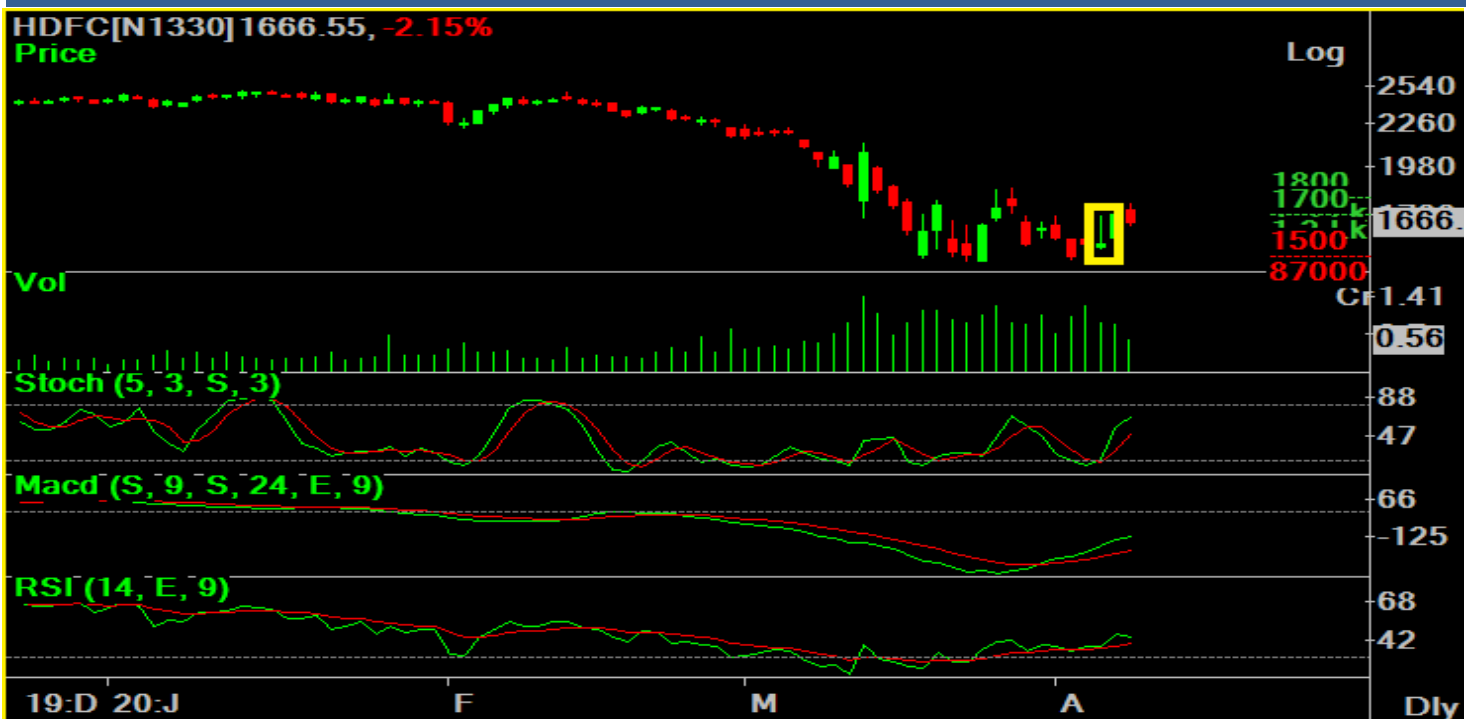 HDFC[N1330]1666.55, -2.15%
Price
Log
2540
2260
1980
1800
1700
1666.
1500
87000
Vol
Cr1.41
0.56
Stoch (5, 3, S, 3)
88
47
Macd (S, 9, S, 24, E, 9)
66
-125
RSI (14, E, 9)
68
42
19:D 20:J F M A Dly